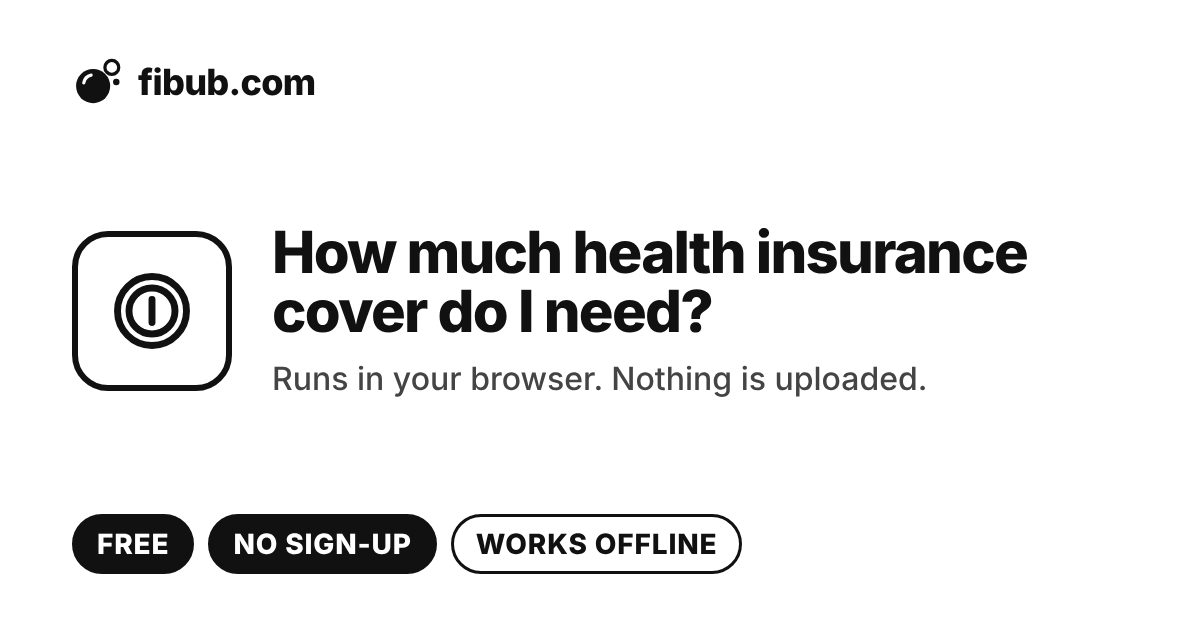 fibub.com
How much health insurance
cover do I need?
Runs in your browser. Nothing is uploaded.
FREE
NO SIGN-UP
WORKS OFFLINE